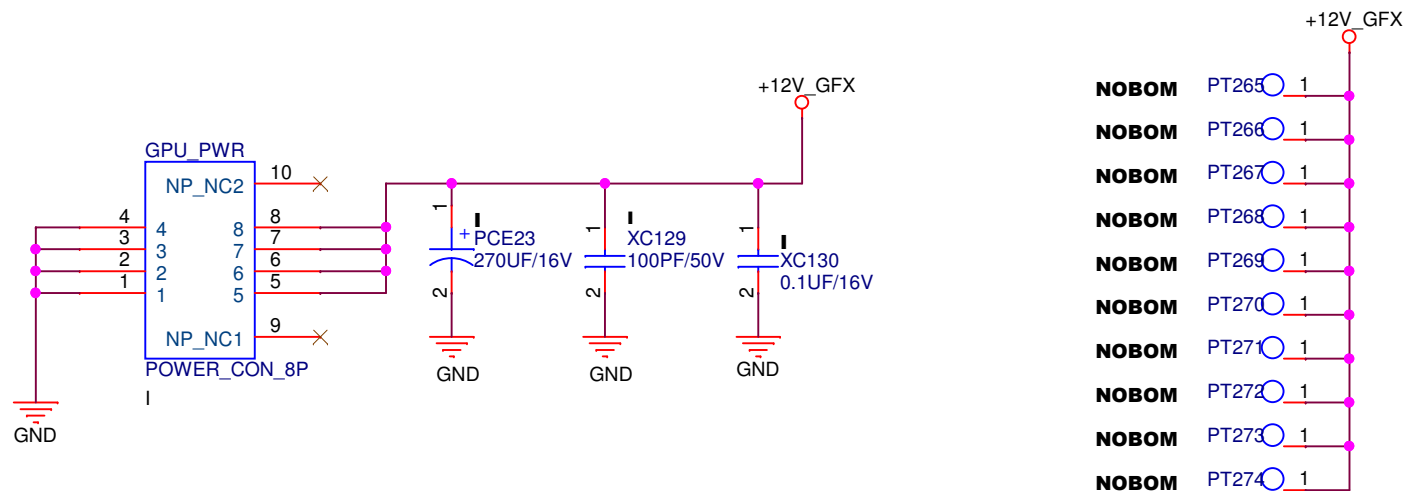 +12V_GFX
+12V_GFX
NOBOM PT265 1
NOBOM PT266 1
NOBOM PT267 1
NOBOM PT268 1
NOBOM PT269 1
NOBOM PT270 1
NOBOM PT271 1
NOBOM PT272 1
NOBOM PT273 1
NOBOM PT274 1
GPU_PWR
NP_NC2 10
4 4 8 8
3 3 7 7
2 2 6 6
1 1 5 5
NP_NC1 9
POWER_CON_8P
I
GND
1
I
+ PCE23
270UF/16V
2
GND
1
I
XC129
100PF/50V
2
GND
1
I
XC130
0.1UF/16V
2
GND